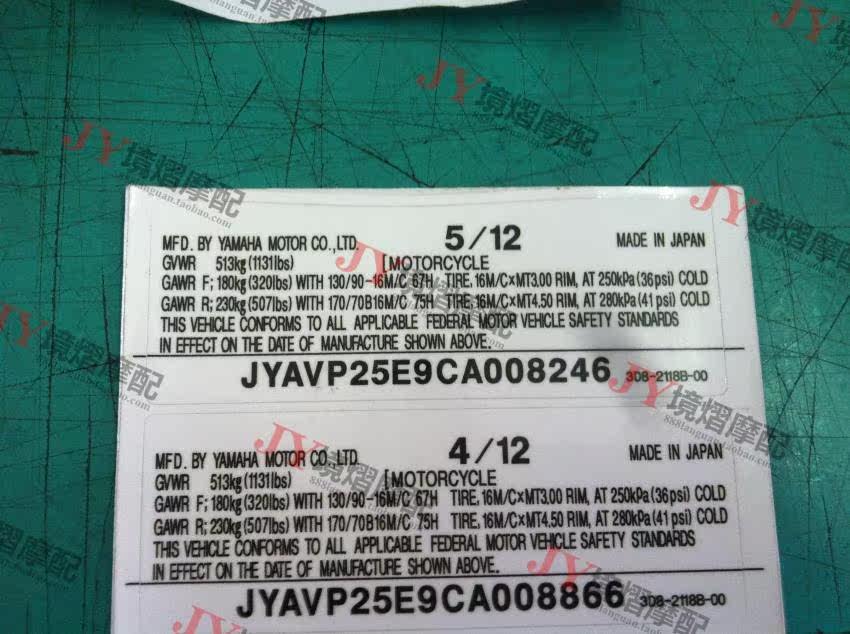 MFD. BY YAMAHA MOTOR CO.,LTD. 5/12 MADE IN JAPAN
GVWR 513kg(1131lbs) [MOTORCYCLE
GAWR F; 180kg(320lbs) WITH 130/90-16M/C 67H TIRE, 16M/C×MT3.00 RIM, AT 250kPa(36psi) COLD
GAWR R; 230kg(507lbs) WITH 170/70B16M/C 75H TIRE, 16M/C×MT4.50 RIM, AT 280kPa(41psi) COLD
THIS VEHICLE CONFORMS TO ALL APPLICABLE FEDERAL MOTOR VEHICLE SAFETY STANDARDS
IN EFFECT ON THE DATE OF MANUFACTURE SHOWN ABOVE.
JYAVP25E9CA008246 3D8-2118B-00
MFD. BY YAMAHA MOTOR CO.,LTD 4/12 MADE IN JAPAN
GVWR 513kg(1131lbs) [MOTORCYCLE
GAWR F; 180kg(320lbs) WITH 130/90-16M/C 67H TIRE, 16M/C×MT3.00 RIM, AT 250kPa(36psi) COLD
GAWR R; 230kg(507lbs) WITH 170/70B16M/C 75H TIRE, 16M/C×MT4.50 RIM, AT 280kPa(41psi) COLD
THIS VEHICLE CONFORMS TO ALL APPLICABLE FEDERAL MOTOR VEHICLE SAFETY STANDARDS
IN EFFECT ON THE DATE OF MANUFACTURE SHOWN ABOVE.
JYAVP25E9CA008866 3D8-2118B-00
JY境熠摩配
888tanguan.taobao.com